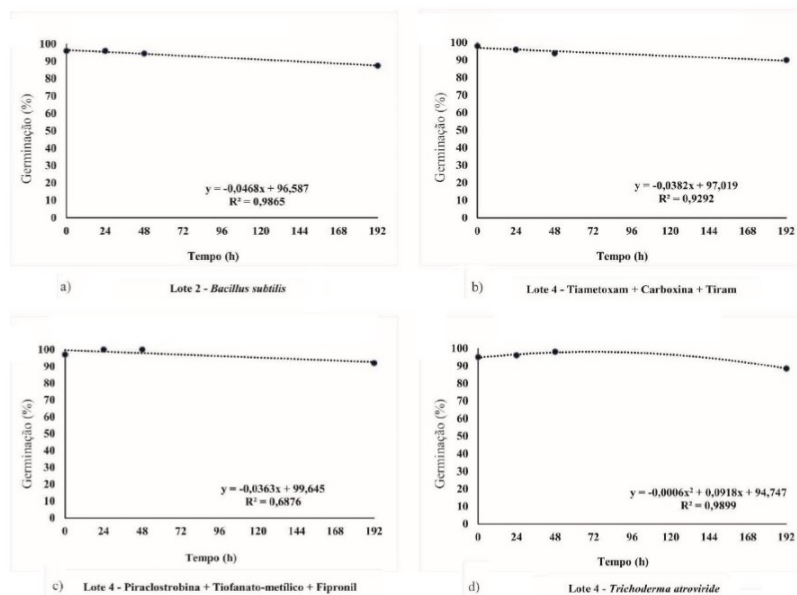 Germinação (%)
100
90
80
70
60
50
40
30
20
10
0
y = -0,0468x + 96,587
R² = 0,9865
0 24 48 72 96 120 144 168 192
Tempo (h)
a) Lote 2 - Bacillus subtilis
Germinação (%)
100
90
80
70
60
50
40
30
20
10
0
y = -0,0382x + 97,019
R² = 0,9292
0 24 48 72 96 120 144 168 192
Tempo (h)
b) Lote 4 - Tiametoxam + Carboxina + Tiram
Germinação (%)
100
90
80
70
60
50
40
30
20
10
0
y = -0,0363x + 99,645
R² = 0,6876
0 24 48 72 96 120 144 168 192
Tempo (h)
c) Lote 4 - Piraclostrobina + Tiofanato-metílico + Fipronil
Germinação (%)
100
90
80
70
60
50
40
30
20
10
0
y = -0,0006x² + 0,0918x + 94,747
R² = 0,9899
0 24 48 72 96 120 144 168 192
Tempo (h)
d) Lote 4 - Trichoderma atroviride